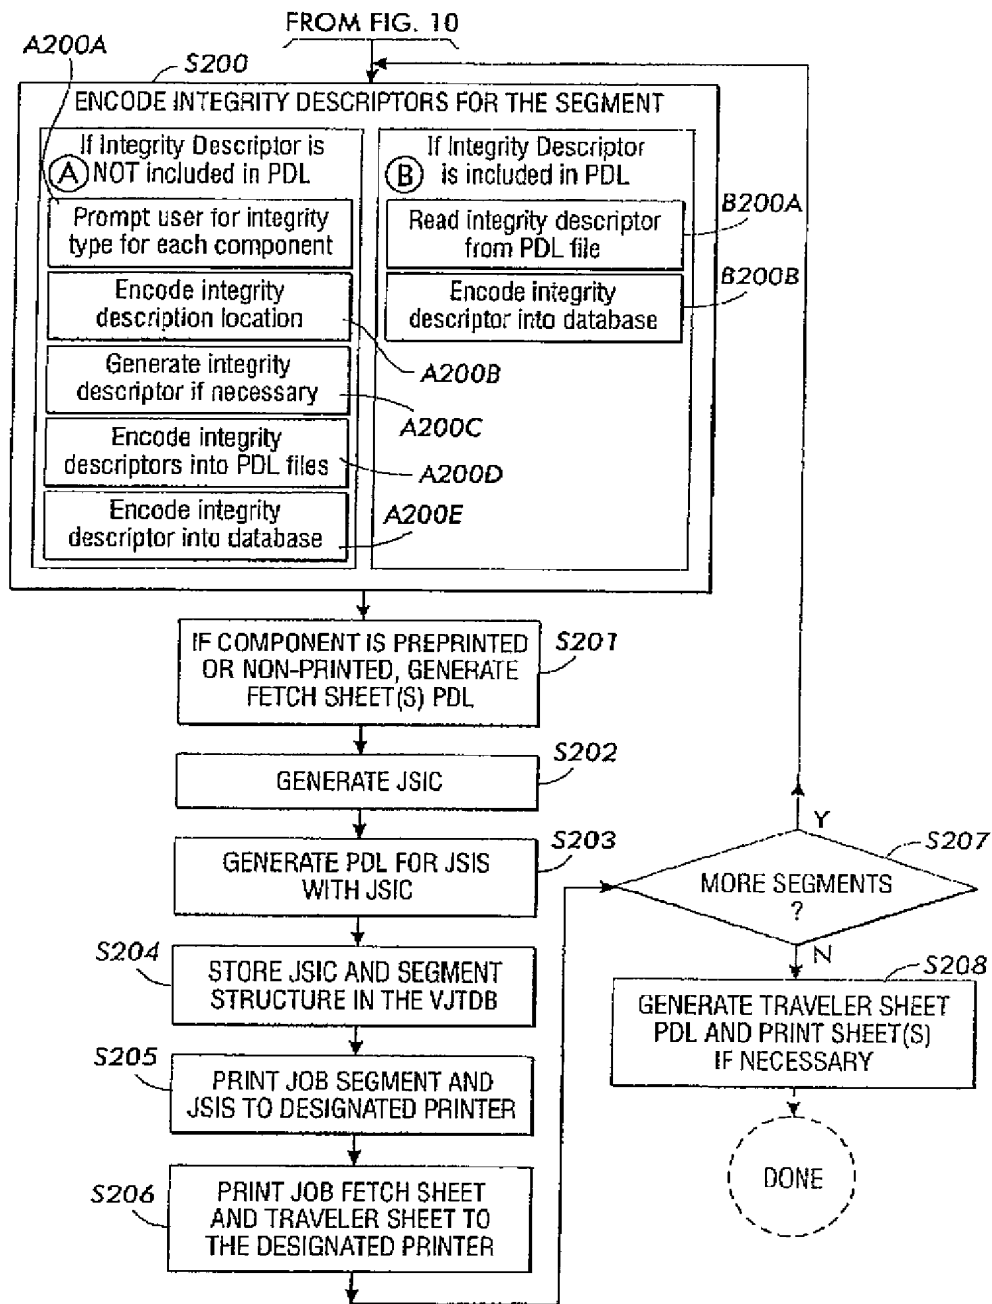 FROM FIG. 10
A200A
S200
ENCODE INTEGRITY DESCRIPTORS FOR THE SEGMENT
If Integrity Descriptor is
A NOT included in PDL
Prompt user for integrity
type for each component
Encode integrity
description location
A200B
Generate integrity
descriptor if necessary
A200C
Encode integrity
descriptors into PDL files
A200D
Encode integrity
descriptor into database
A200E
If Integrity Descriptor
B is included in PDL
Read integrity descriptor
from PDL file
B200A
Encode integrity
descriptor into database
B200B
IF COMPONENT IS PREPRINTED
OR NON-PRINTED, GENERATE
FETCH SHEET(S) PDL
S201
GENERATE JSIC
S202
GENERATE PDL FOR JSIS
WITH JSIC
S203
S204
STORE JSIC AND SEGMENT
STRUCTURE IN THE VJTDB
S205
PRINT JOB SEGMENT AND
JSIS TO DESIGNATED PRINTER
S206
PRINT JOB FETCH SHEET
AND TRAVELER SHEET TO
THE DESIGNATED PRINTER
Y
S207
MORE SEGMENTS
?
N
S208
GENERATE TRAVELER SHEET
PDL AND PRINT SHEET(S)
IF NECESSARY
DONE